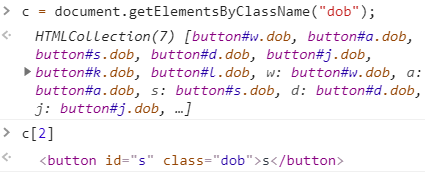 > c = document.getElementsByClassName("dob");
HTMLCollection(7) [button#w.dob, button#a.dob,
button#s.dob, button#d.dob, button#j.dob,
button#k.dob, button#l.dob, w: button#w.dob, a:
button#a.dob, s: button#s.dob, d: button#d.dob,
j: button#j.dob, …]
> c[2]
<button id="s" class="dob">s</button>